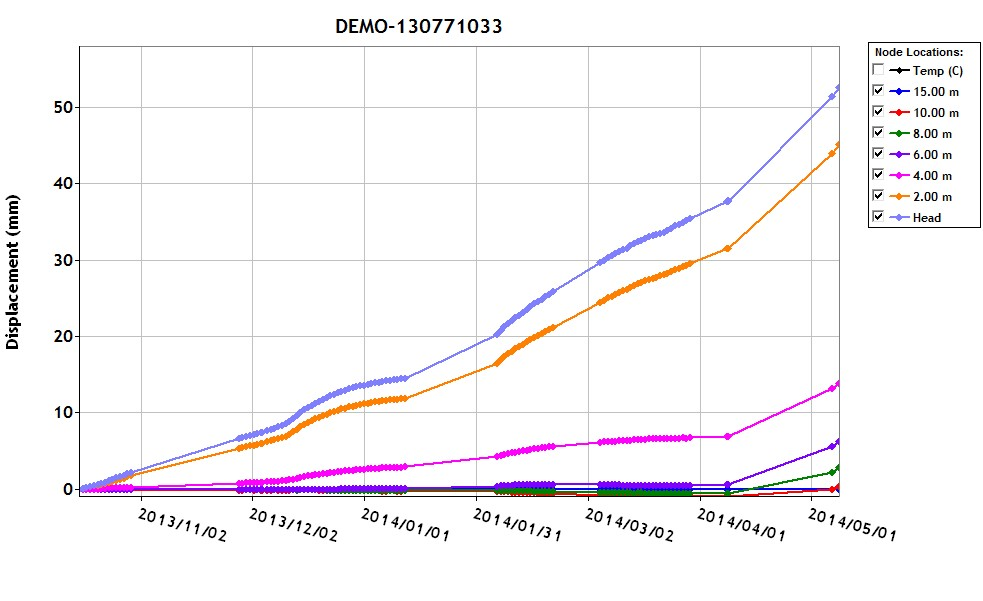 DEMO-130771033
Displacement (mm)
50
40
30
20
10
0
2013/11/02
2013/12/02
2014/01/01
2014/01/31
2014/03/02
2014/04/01
2014/05/01
Node Locations:
Temp (C)
15.00 m
10.00 m
8.00 m
6.00 m
4.00 m
2.00 m
Head